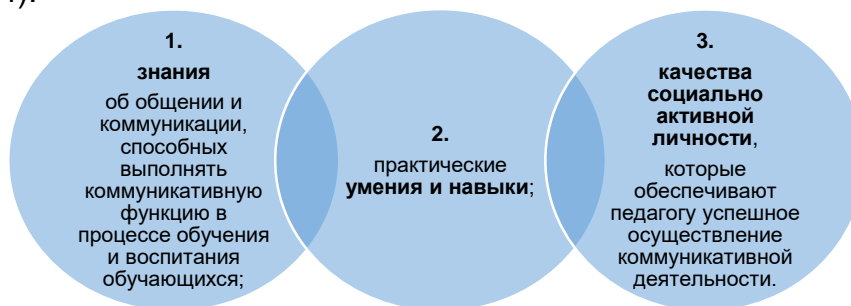 1.
знания
об общении и
коммуникации,
способных
выполнять
коммуникативную
функцию в
процессе обучения
и воспитания
обучающихся;
2.
практические
умения и навыки;
3.
качества
социально
активной
личности,
которые
обеспечивают
педагогу успешное
осуществление
коммуникативной
деятельности.